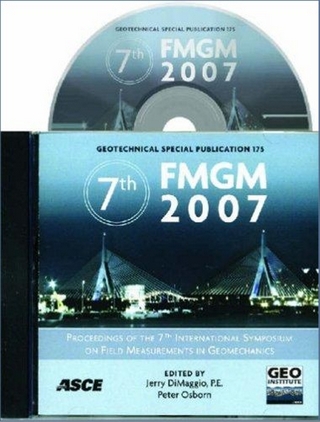 GEOTECHNICAL SPECIAL PUBLICATION 175
7th
FMGM
2007
GEOTECHNICAL SPECIAL PUBLICATION 175
7th
FMGM
2007
PROCEEDINGS OF THE 7TH INTERNATIONAL SYMPOSIUM
ON FIELD MEASUREMENTS IN GEOMECHANICS
EDITED BY
Jerry DiMaggio, P.E.
Peter Osborn
ASCE
GEO
INSTITUTE